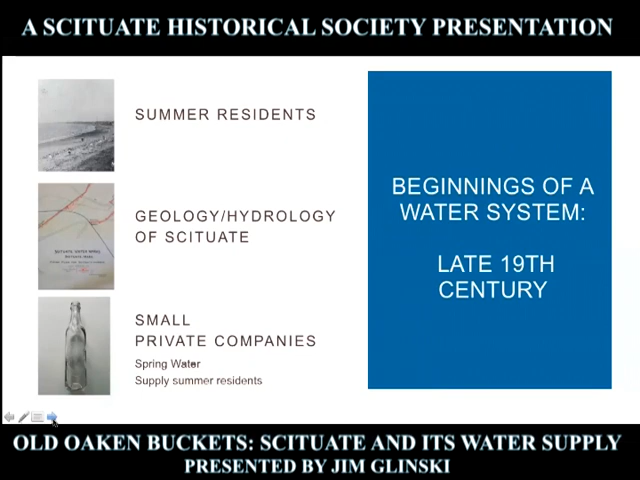 A SCITUATE HISTORICAL SOCIETY PRESENTATION
SUMMER RESIDENTS
GEOLOGY/HYDROLOGY
OF SCITUATE
SMALL
PRIVATE COMPANIES
Spring Water
Supply summer residents
BEGINNINGS OF A
WATER SYSTEM:
LATE 19TH
CENTURY
OLD OAKEN BUCKETS: SCITUATE AND ITS WATER SUPPLY
PRESENTED BY JIM GLINSKI